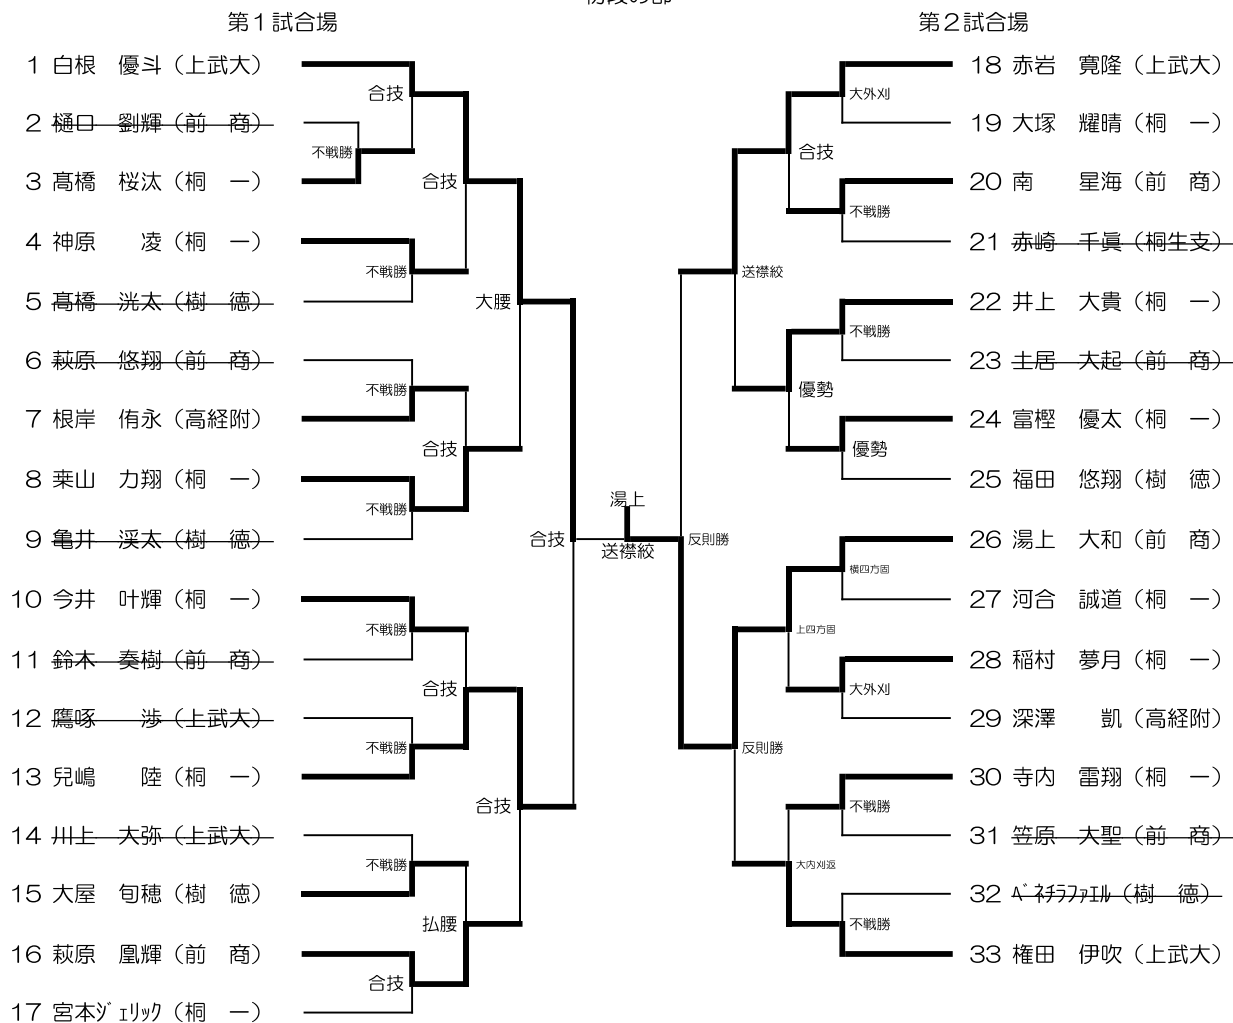 第1試合場
1 白根 優斗（上武大）
2 樋口 劉輝（前 商）
3 髙橋 桜汰（桐 一）
4 神原 凌（桐 一）
5 髙橋 洸太（樹 徳）
6 萩原 悠翔（前 商）
7 根岸 侑永（高経附）
8 桒山 力翔（桐 一）
9 亀井 渓太（樹 徳）
10 今井 叶輝（桐 一）
11 鈴木 奏樹（前 商）
12 鷹啄 渉（上武大）
13 兒嶋 陸（桐 一）
14 川上 大弥（上武大）
15 大屋 旬穂（樹 徳）
16 萩原 凰輝（前 商）
17 宮本ｼﾞｪﾘｯｸ（桐 一）
合技
不戦勝
合技
不戦勝
大腰
不戦勝
合技
不戦勝
合技
不戦勝
合技
不戦勝
合技
不戦勝
払腰
合技
湯上
送襟絞
第2試合場
18 赤岩 寛隆（上武大）
19 大塚 耀晴（桐 一）
20 南 星海（前 商）
21 赤崎 千眞（桐生支）
22 井上 大貴（桐 一）
23 土居 大起（前 商）
24 富樫 優太（桐 一）
25 福田 悠翔（樹 徳）
26 湯上 大和（前 商）
27 河合 誠道（桐 一）
28 稲村 夢月（桐 一）
29 深澤 凱（高経附）
30 寺内 雷翔（桐 一）
31 笠原 大聖（前 商）
32 ﾍﾞﾈﾁﾗﾌｧｴﾙ（樹 徳）
33 権田 伊吹（上武大）
大外刈
合技
不戦勝
送襟絞
不戦勝
優勢
優勢
反則勝
横四方固
上四方固
大外刈
反則勝
不戦勝
大内刈返
不戦勝